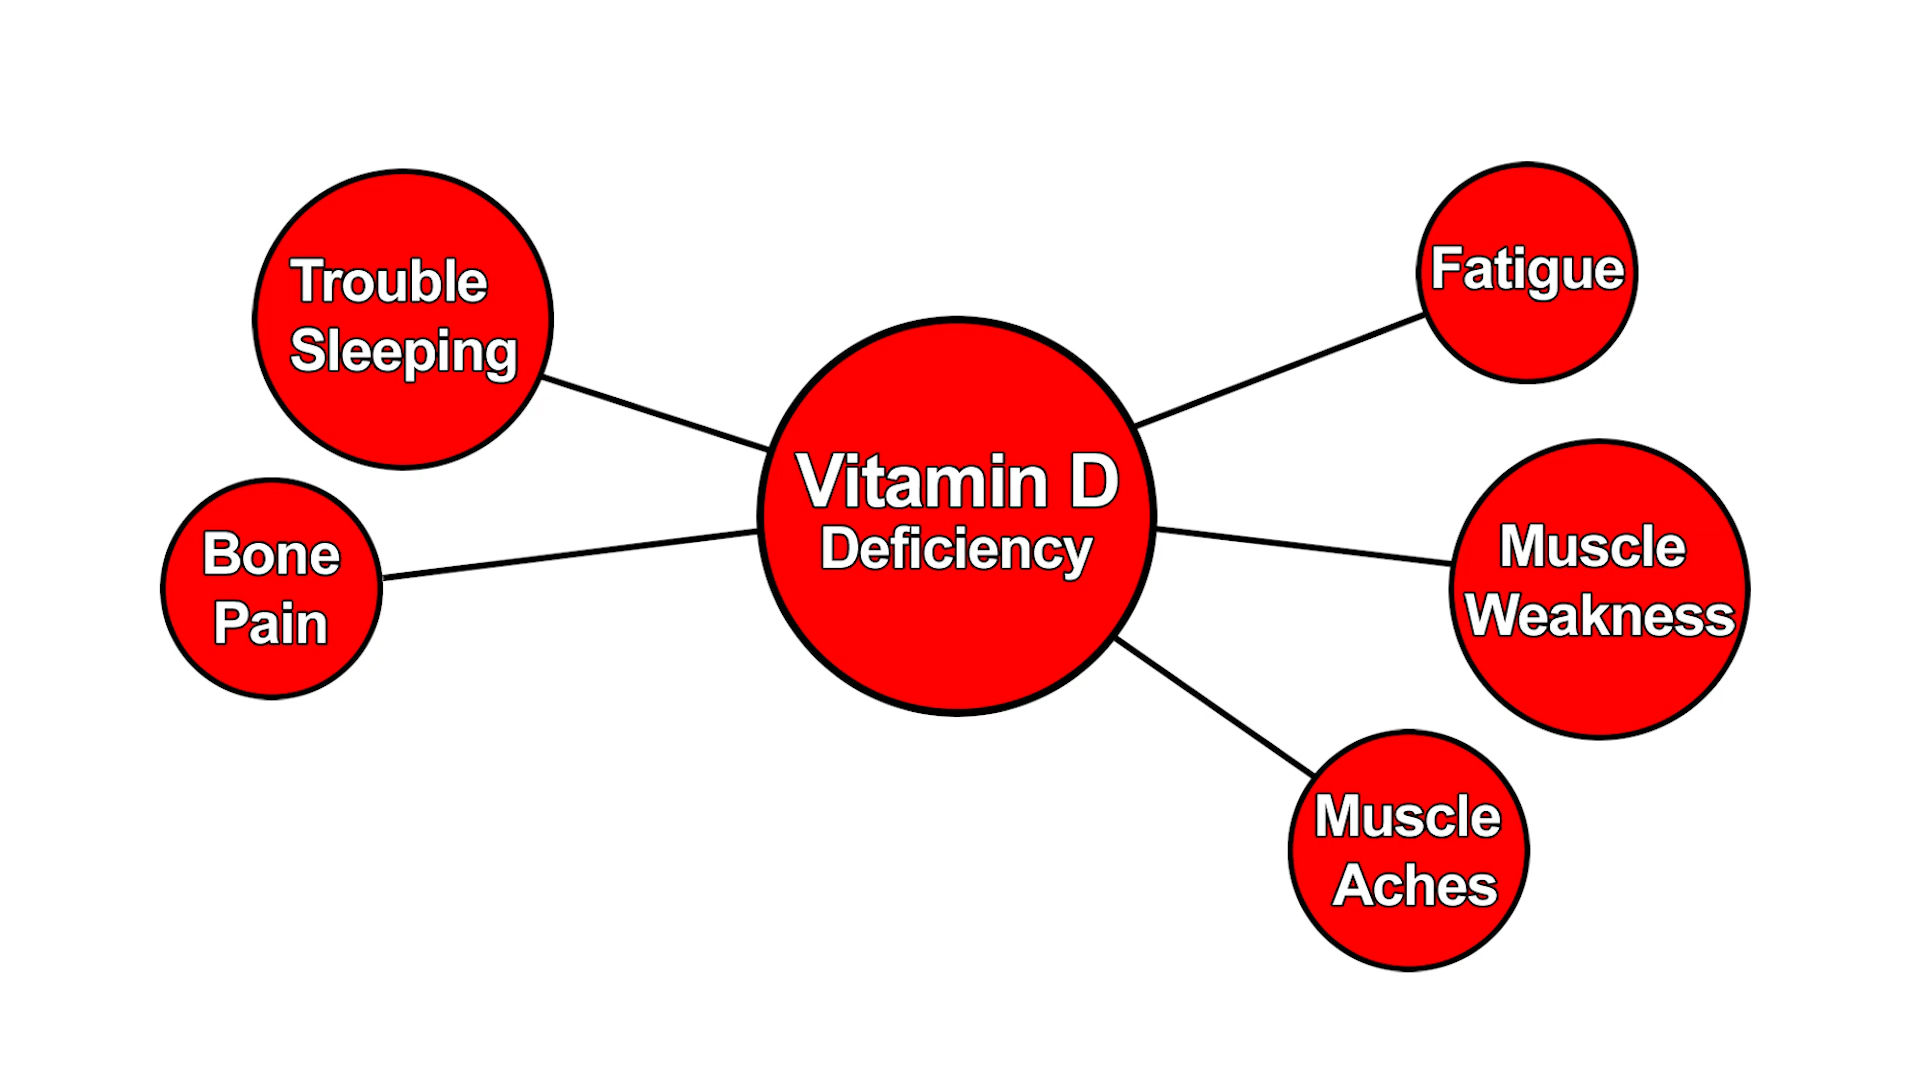 Trouble
Sleeping
Bone
Pain
Vitamin D
Deficiency
Fatigue
Muscle
Weakness
Muscle
Aches